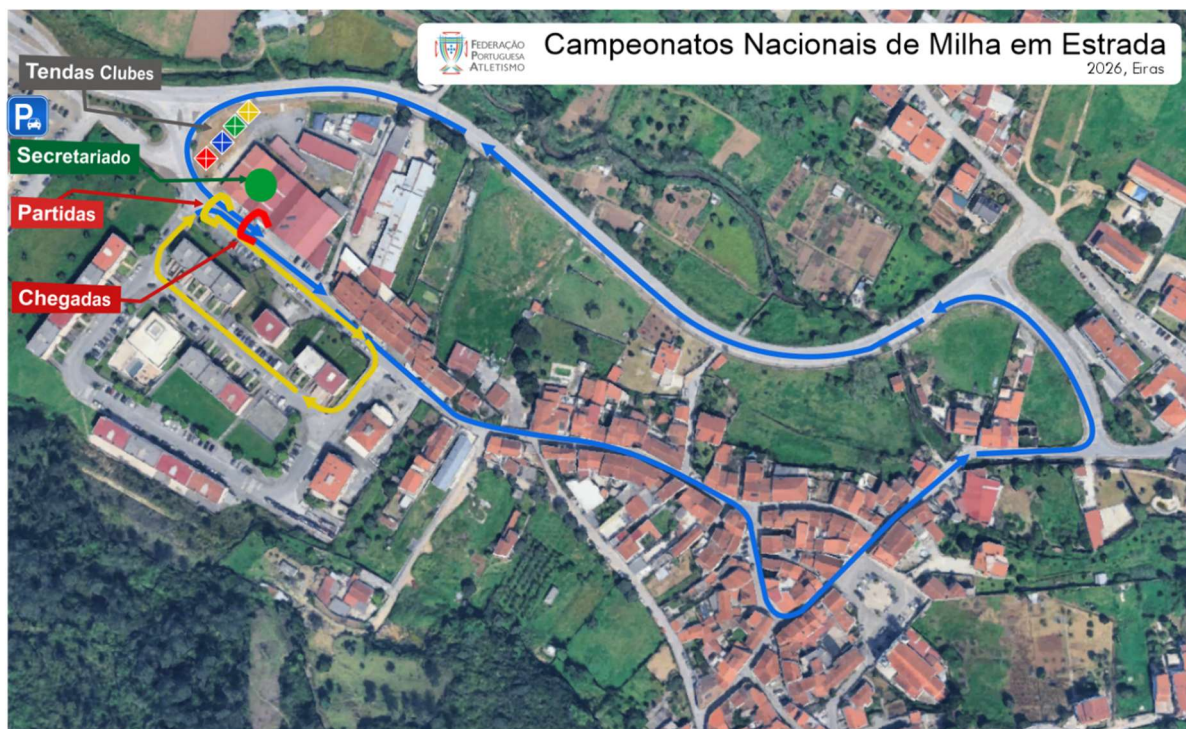 FEDERAÇÃO
PORTUGUESA
ATLETISMO
Campeonatos Nacionais de Milha em Estrada
2026, Eiras
Tendas Clubes
P
Secretariado
Partidas
Chegadas